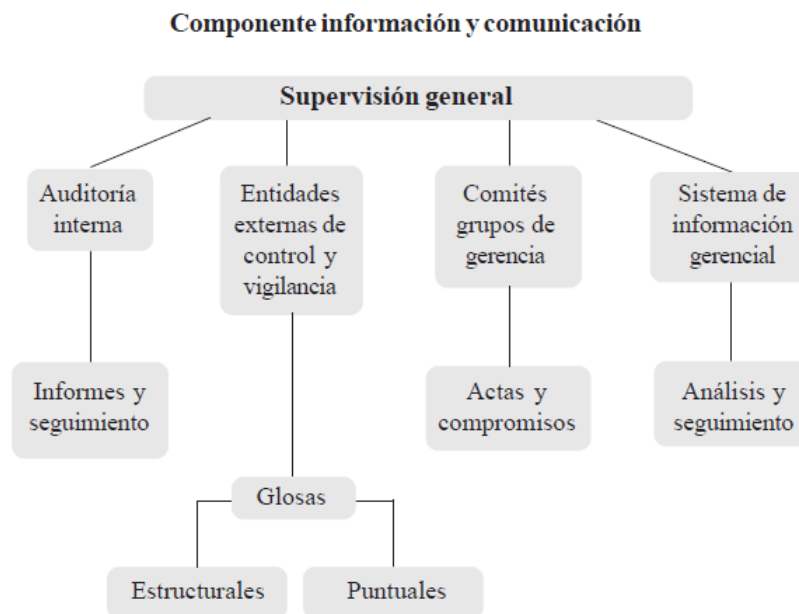 Componente información y comunicación
Supervisión general
Auditoría
interna
Entidades
externas de
control y
vigilancia
Comités
grupos de
gerencia
Sistema de
información
gerencial
Informes y
seguimiento
Actas y
compromisos
Análisis y
seguimiento
Glosas
Estructurales
Puntuales